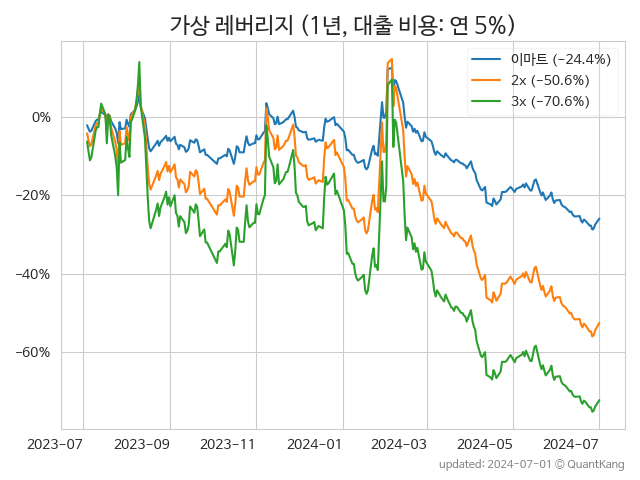 가상 레버리지 (1년, 대출 비용: 연 5%)
이마트 (−24.4%)
2x (−50.6%)
3x (−70.6%)
0%
−20%
−40%
−60%
2023-07 2023-09 2023-11 2024-01 2024-03 2024-05 2024-07
updated: 2024-07-01 © QuantKang